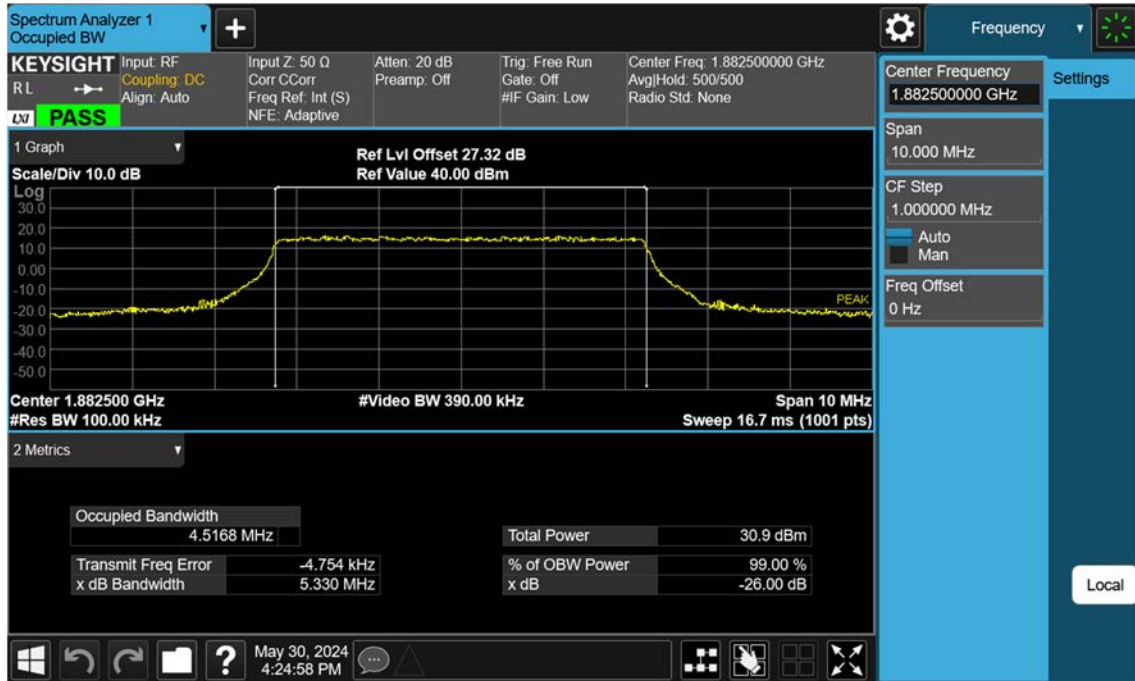 Spectrum Analyzer 1
Occupied BW
Frequency
KEYSIGHT
RL
LXI
PASS
Input: RF
Coupling: DC
Align: Auto
Input Z: 50 Ω
Corr CCorr
Freq Ref: Int (S)
NFE: Adaptive
Atten: 20 dB
Preamp: Off
Trig: Free Run
Gate: Off
#IF Gain: Low
Center Freq: 1.882500000 GHz
Avg|Hold: 500/500
Radio Std: None
1 Graph
Scale/Div 10.0 dB
Ref Lvl Offset 27.32 dB
Ref Value 40.00 dBm
Log
30.0
20.0
10.0
0.00
-10.0
-20.0
-30.0
-40.0
-50.0
PEAK
Center 1.882500 GHz
#Video BW 390.00 kHz
Span 10 MHz
#Res BW 100.00 kHz
Sweep 16.7 ms (1001 pts)
2 Metrics
Occupied Bandwidth
4.5168 MHz
Total Power 30.9 dBm
Transmit Freq Error -4.754 kHz
% of OBW Power 99.00 %
x dB Bandwidth 5.330 MHz
x dB -26.00 dB
?
May 30, 2024
4:24:58 PM
Center Frequency
1.882500000 GHz
Settings
Span
10.000 MHz
CF Step
1.000000 MHz
Auto
Man
Freq Offset
0 Hz
Local